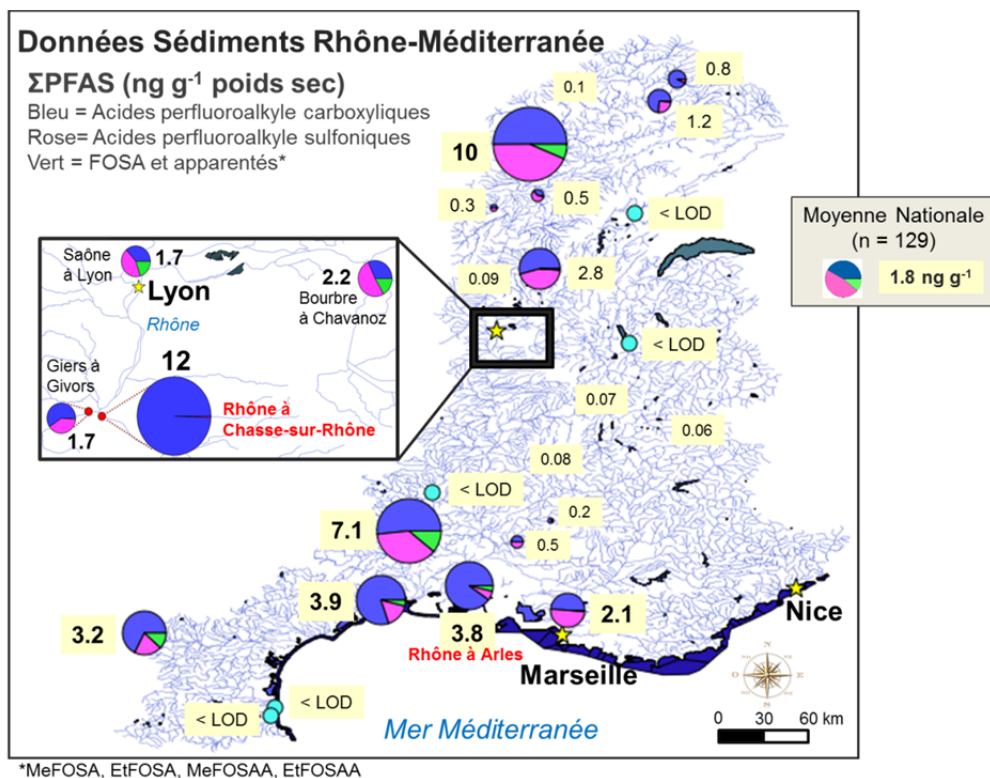 Données Sédiments Rhône-Méditerranée
ΣPFAS (ng g⁻¹ poids sec)
Bleu = Acides perfluoroalkyle carboxyliques
Rose= Acides perfluoroalkyle sulfoniques
Vert = FOSA et apparentés*
0.1
0.8
1.2
10
0.3
0.5
< LOD
Moyenne Nationale
(n = 129)
1.8 ng g⁻¹
0.09
2.8
< LOD
Saône
à Lyon
1.7
Lyon
Rhône
2.2
Bourbre
à Chavanoz
Giers à
Givors
1.7
12
Rhône à
Chasse-sur-Rhône
0.07
0.06
0.08
< LOD
7.1
0.2
0.5
3.9
3.8
Rhône à Arles
2.1
Marseille
Nice
3.2
< LOD
< LOD
Mer Méditerranée
N
O
E
S
0 30 60 km
*MeFOSA, EtFOSA, MeFOSAA, EtFOSAA